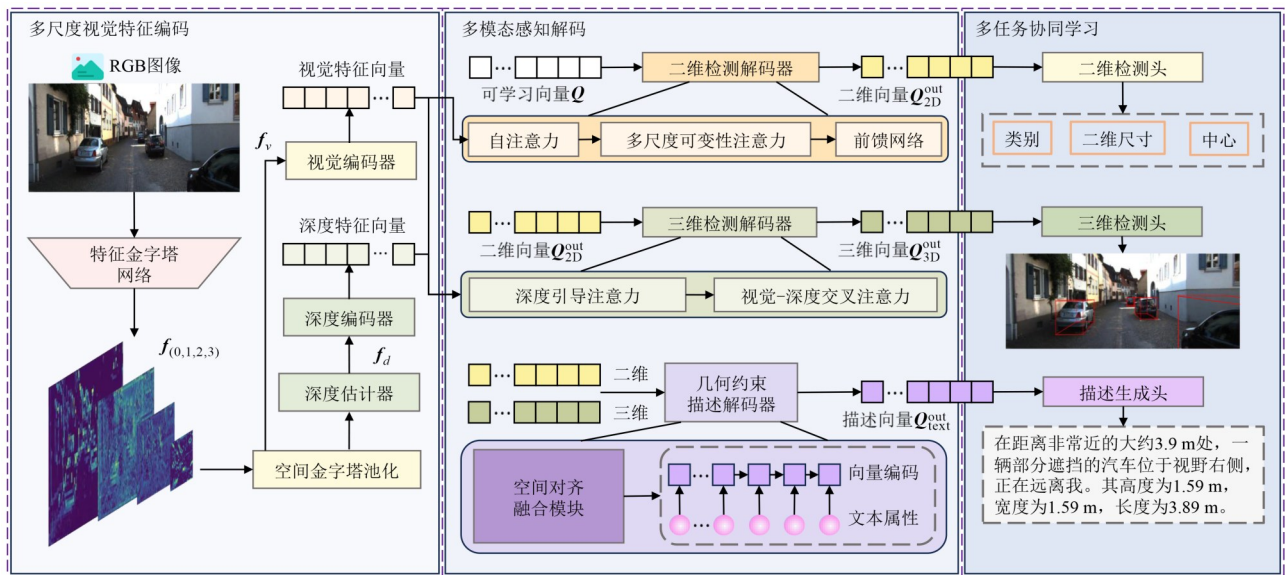 多尺度视觉特征编码
RGB图像
特征金字塔
网络
f(0,1,2,3)
视觉特征向量
…
fv
视觉编码器
深度特征向量
…
深度编码器
fd
深度估计器
空间金字塔池化
多模态感知解码
…
二维检测解码器
…
可学习向量Q
二维向量Q2D^out
自注意力
多尺度可变性注意力
前馈网络
…
三维检测解码器
…
二维向量Q2D^out
三维向量Q3D^out
深度引导注意力
视觉-深度交叉注意力
…
二维
…
三维
几何约束
描述解码器
…
描述向量Qtext^out
空间对齐
融合模块
…
向量编码
…
文本属性
多任务协同学习
二维检测头
类别
二维尺寸
中心
三维检测头
描述生成头
在距离非常近的大约3.9 m处，一
辆部分遮挡的汽车位于视野右侧，
正在远离我。其高度为1.59 m，
宽度为1.59 m，长度为3.89 m。